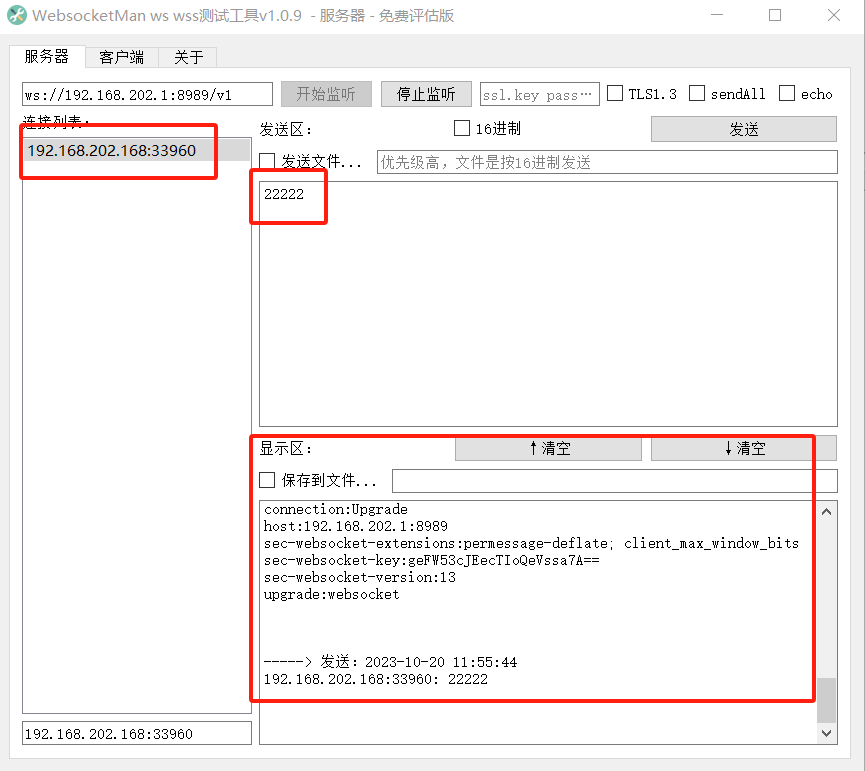 WebsocketMan ws wss测试工具v1.0.9 - 服务器 - 免费评估版
服务器 客户端 关于
ws://192.168.202.1:8989/v1 开始监听 停止监听 ssl.key pass… TLS1.3 sendAll echo
连接列表: 发送区: 16进制 发送
192.168.202.168:33960
发送文件... 优先级高，文件是按16进制发送
22222
显示区: ↑清空 ↓清空
保存到文件...
connection:Upgrade
host:192.168.202.1:8989
sec-websocket-extensions:permessage-deflate; client_max_window_bits
sec-websocket-key:geFW53cJEecTIoQeVssa7A==
sec-websocket-version:13
upgrade:websocket
-----> 发送: 2023-10-20 11:55:44
192.168.202.168:33960: 22222
192.168.202.168:33960